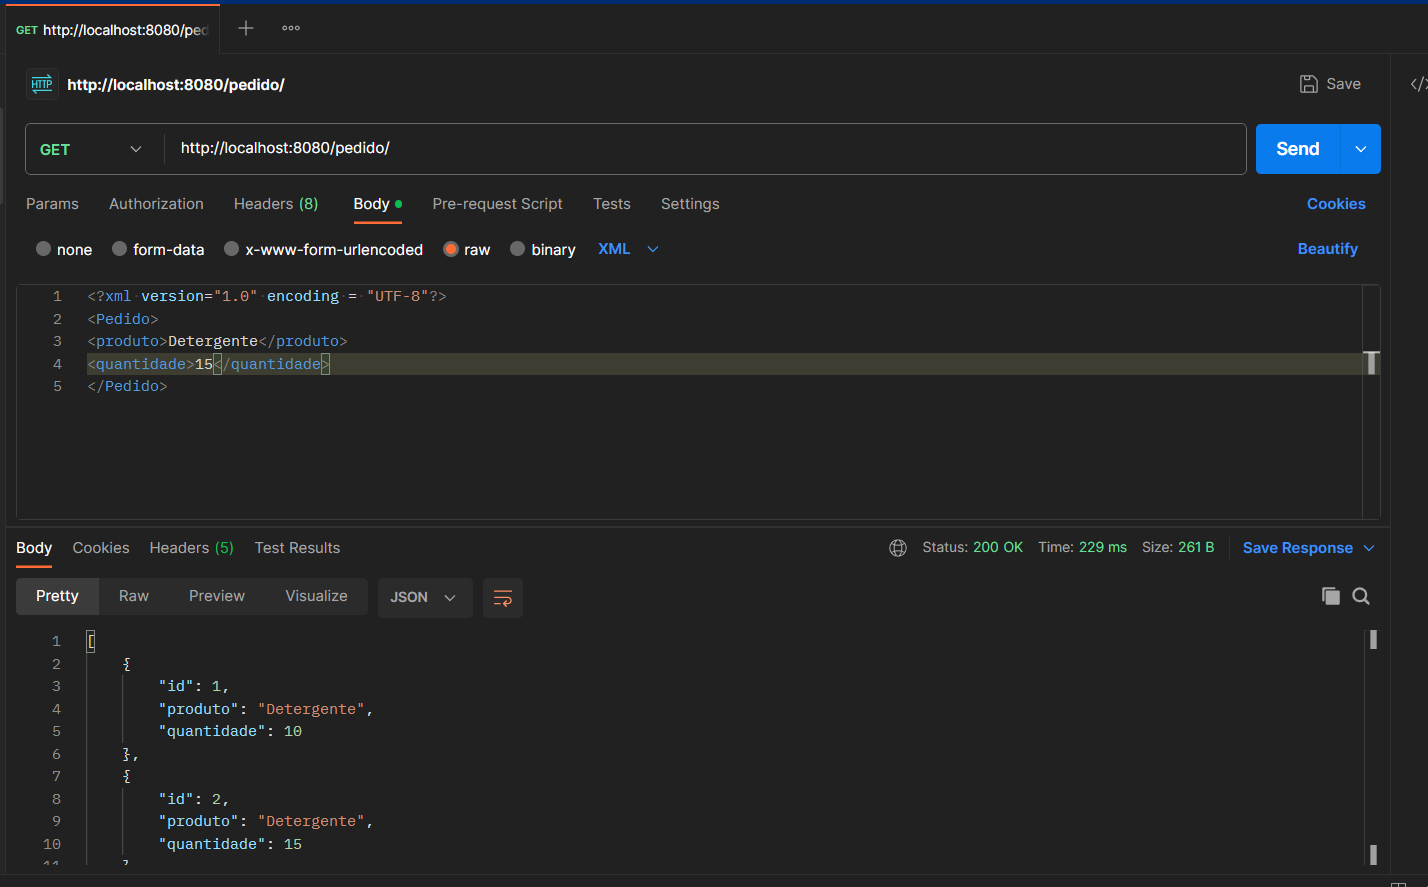 GET http://localhost:8080/ped
HTTP http://localhost:8080/pedido/
Save
</>
GET http://localhost:8080/pedido/
Send
Params Authorization Headers (8) Body Pre-request Script Tests Settings Cookies
none form-data x-www-form-urlencoded raw binary XML Beautify
1 <?xml version="1.0" encoding = "UTF-8"?>
2 <Pedido>
3 <produto>Detergente</produto>
4 <quantidade>15</quantidade>
5 </Pedido>
Body Cookies Headers (5) Test Results Status: 200 OK Time: 229 ms Size: 261 B Save Response
Pretty Raw Preview Visualize JSON
1 [
2 {
3 "id": 1,
4 "produto": "Detergente",
5 "quantidade": 10
6 },
7 {
8 "id": 2,
9 "produto": "Detergente",
10 "quantidade": 15
11 }